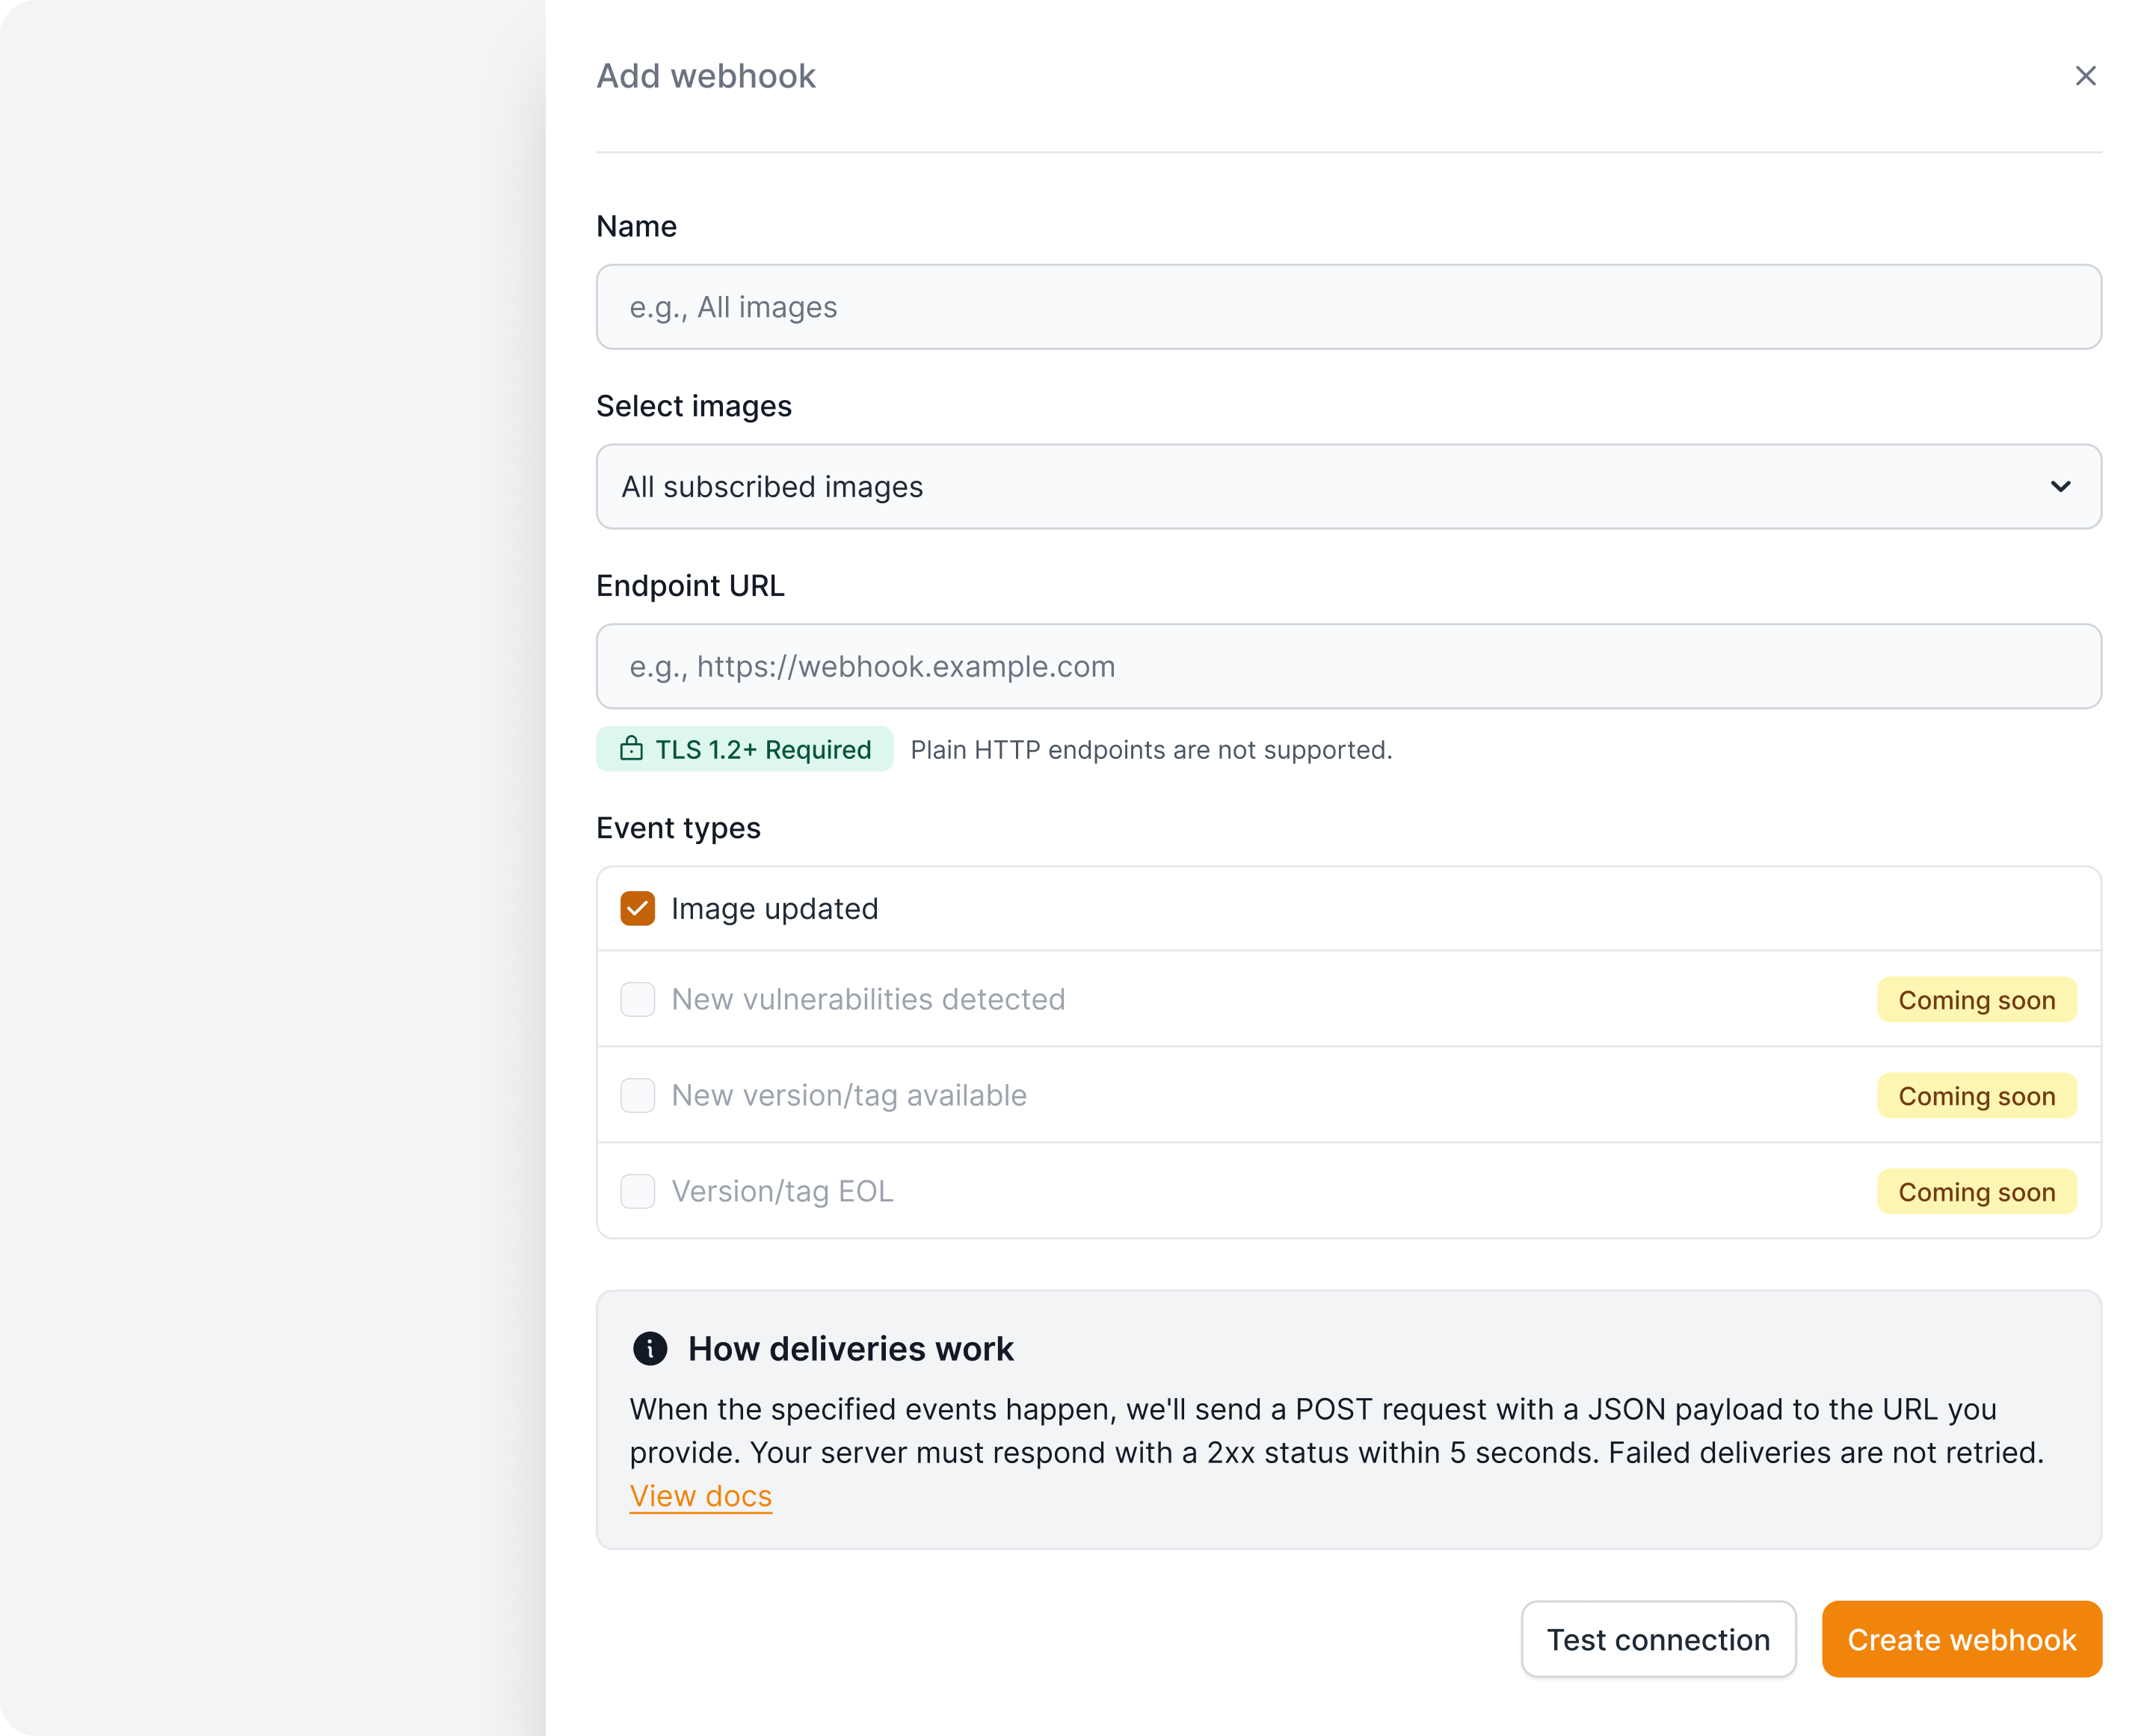 Add webhook
Name
e.g., All images
Select images
All subscribed images
Endpoint URL
e.g., https://webhook.example.com
TLS 1.2+ Required
Plain HTTP endpoints are not supported.
Event types
Image updated
New vulnerabilities detected
Coming soon
New version/tag available
Coming soon
Version/tag EOL
Coming soon
How deliveries work
When the specified events happen, we'll send a POST request with a JSON payload to the URL you
provide. Your server must respond with a 2xx status within 5 seconds. Failed deliveries are not retried.
View docs
Test connection
Create webhook